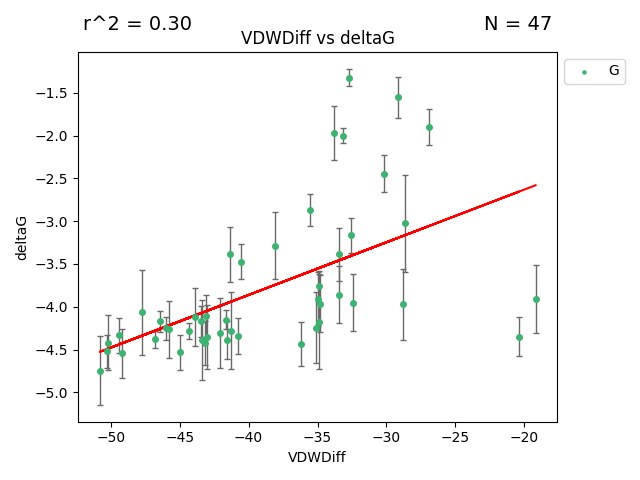 r^2 = 0.30
N = 47
VDWDiff vs deltaG
G
−1.5
−2.0
−2.5
−3.0
−3.5
−4.0
−4.5
−5.0
deltaG
−50
−45
−40
−35
−30
−25
−20
VDWDiff